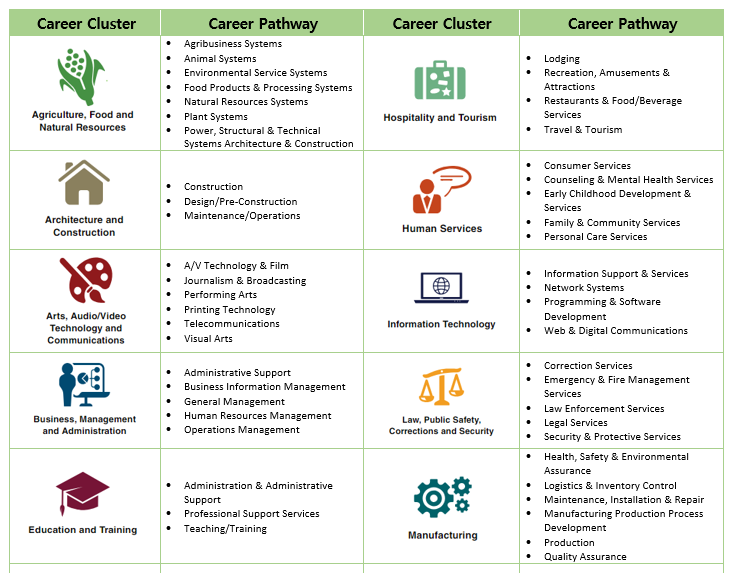 Career Cluster
Career Pathway
Career Cluster
Career Pathway
Agriculture, Food and
Natural Resources
Agribusiness Systems
Animal Systems
Environmental Service Systems
Food Products & Processing Systems
Natural Resources Systems
Plant Systems
Power, Structural & Technical
Systems Architecture & Construction
Hospitality and Tourism
Lodging
Recreation, Amusements &
Attractions
Restaurants & Food/Beverage
Services
Travel & Tourism
Architecture and
Construction
Construction
Design/Pre-Construction
Maintenance/Operations
Human Services
Consumer Services
Counseling & Mental Health Services
Early Childhood Development &
Services
Family & Community Services
Personal Care Services
Arts, Audio/Video
Technology and
Communications
A/V Technology & Film
Journalism & Broadcasting
Performing Arts
Printing Technology
Telecommunications
Visual Arts
Information Technology
Information Support & Services
Network Systems
Programming & Software
Development
Web & Digital Communications
Business, Management
and Administration
Administrative Support
Business Information Management
General Management
Human Resources Management
Operations Management
Law, Public Safety,
Corrections and Security
Correction Services
Emergency & Fire Management
Services
Law Enforcement Services
Legal Services
Security & Protective Services
Education and Training
Administration & Administrative
Support
Professional Support Services
Teaching/Training
Manufacturing
Health, Safety & Environmental
Assurance
Logistics & Inventory Control
Maintenance, Installation & Repair
Manufacturing Production Process
Development
Production
Quality Assurance